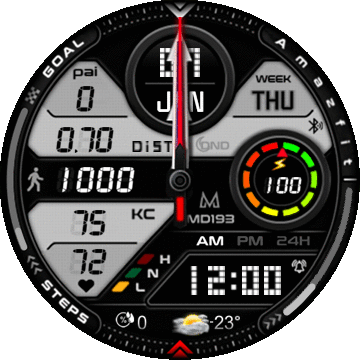 GOAL
Amazfit
pai
0
JAN
WEEK
THU
0.70 DiST
DND
1000
100
75 KC
MD193
AM PM 24H
72
H
N
L
12:00
STEPS
0
-23°